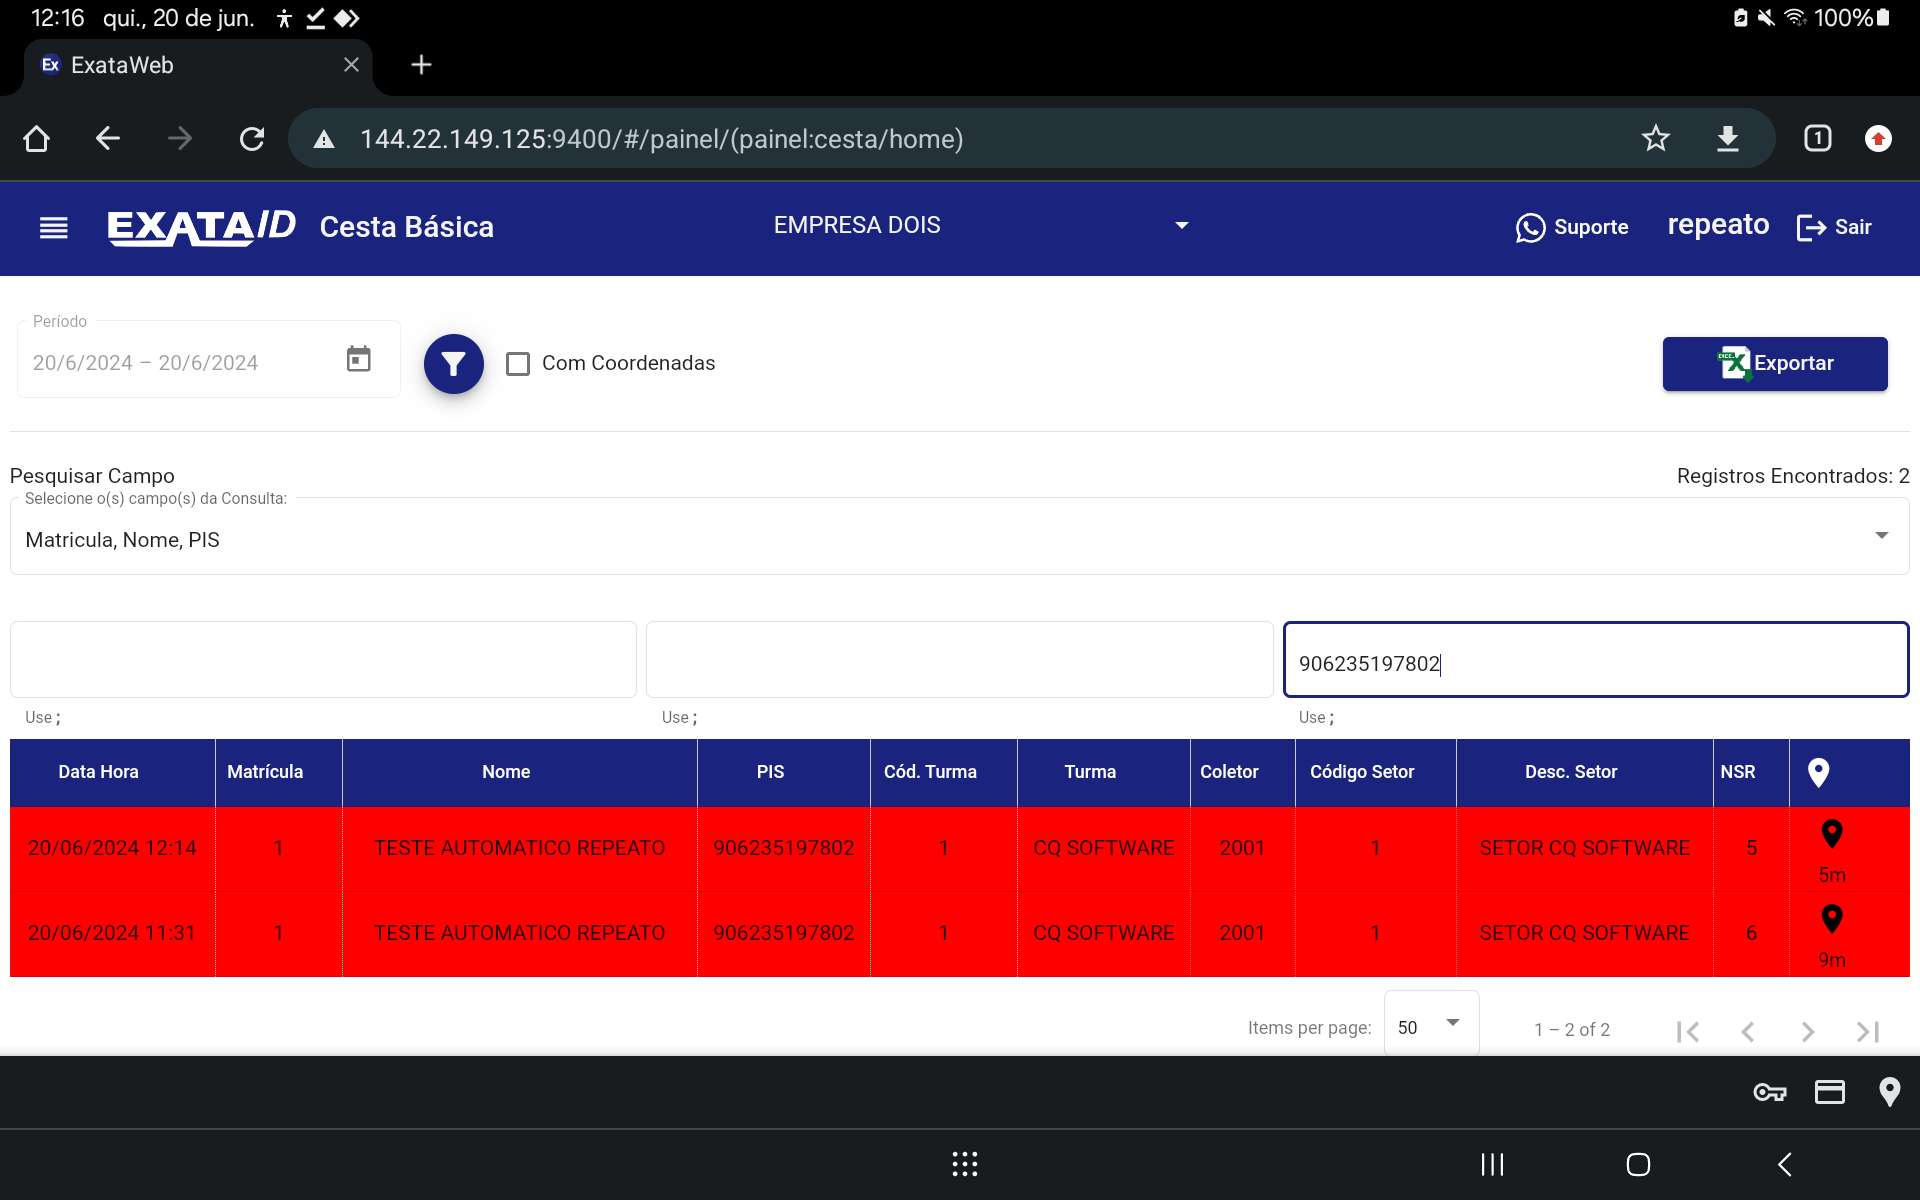 12:16 qui., 20 de jun. 100%
Ex ExataWeb
144.22.149.125:9400/#/painel/(painel:cesta/home) 1
EXATA/ID Cesta Básica EMPRESA DOIS Suporte repeato Sair
Período
20/6/2024 – 20/6/2024 Com Coordenadas Exportar
Pesquisar Campo Registros Encontrados: 2
Selecione o(s) campo(s) da Consulta:
Matricula, Nome, PIS
906235197802
Use ; Use ; Use ;
Data Hora Matrícula Nome PIS Cód. Turma Turma Coletor Código Setor Desc. Setor NSR
20/06/2024 12:14 1 TESTE AUTOMATICO REPEATO 906235197802 1 CQ SOFTWARE 2001 1 SETOR CQ SOFTWARE 5 5m
20/06/2024 11:31 1 TESTE AUTOMATICO REPEATO 906235197802 1 CQ SOFTWARE 2001 1 SETOR CQ SOFTWARE 6 9m
Items per page: 50 1 – 2 of 2